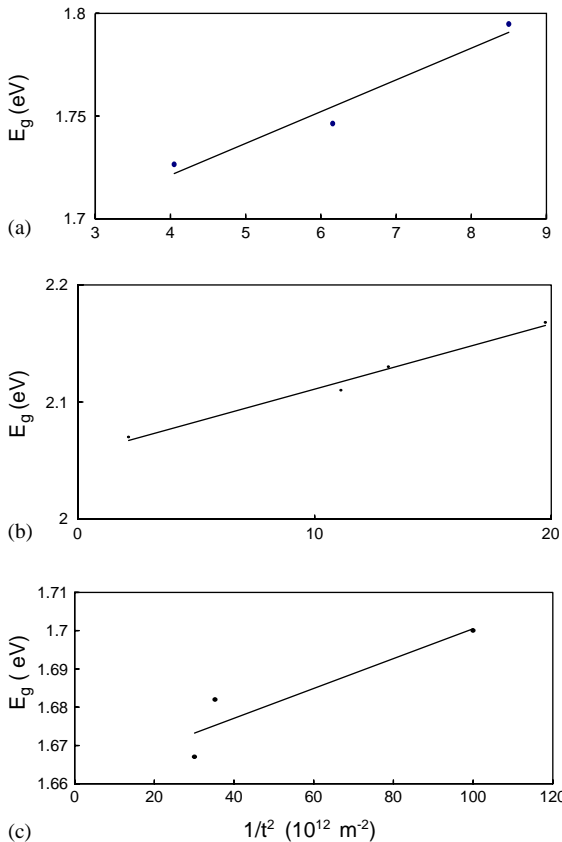 1.8
1.75
1.7
E_g (eV)
3 4 5 6 7 8 9
(a)
2.2
2.1
2
E_g (eV)
0 10 20
(b)
1.71
1.7
1.69
1.68
1.67
1.66
E_g ( eV)
0 20 40 60 80 100 120
(c)
1/t² (10¹² m⁻²)